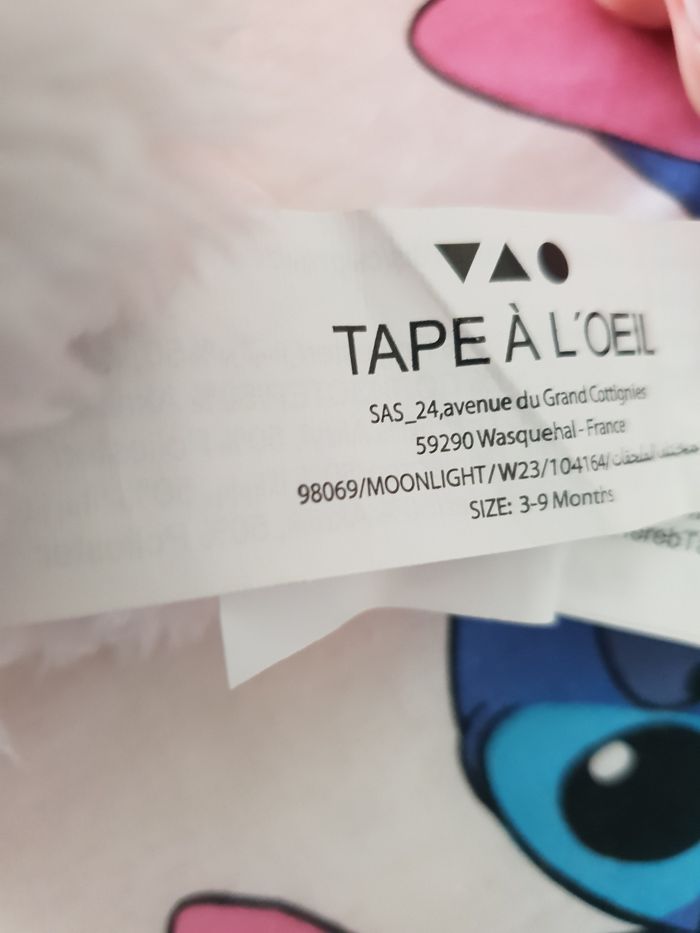 TAPE À L'OEIL
SAS_24,avenue du Grand Cottignies
59290 Wasquehal - France
98069/MOONLIGHT/W23/104164/
SIZE: 3-9 Months